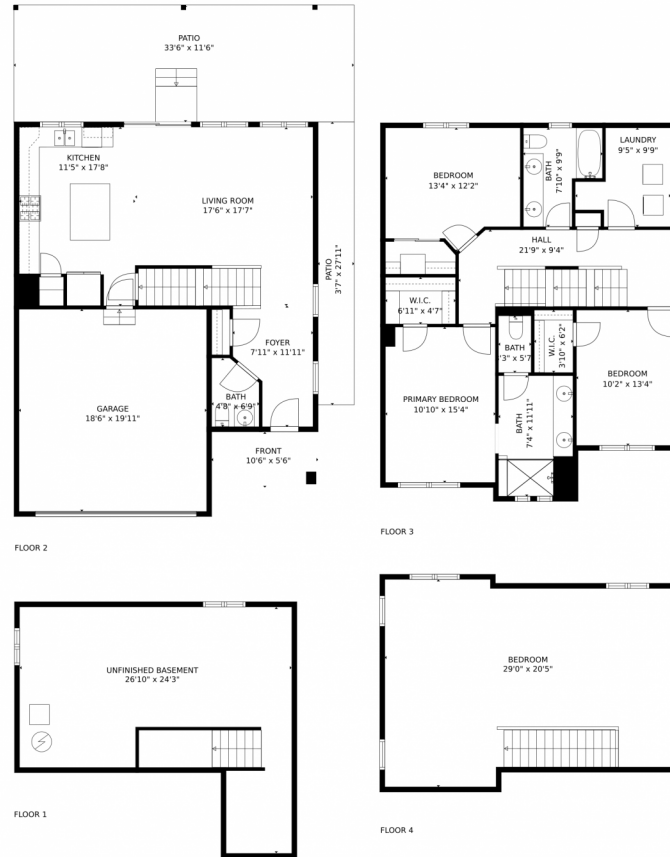 PATIO
33'6" x 11'6"
KITCHEN
11'5" x 17'8"
LIVING ROOM
17'6" x 17'7"
PATIO
3'7" x 27'11"
FOYER
7'11" x 11'11"
BATH
4'8" x 6'9"
GARAGE
18'6" x 19'11"
FRONT
10'6" x 5'6"
FLOOR 2
BEDROOM
13'4" x 12'2"
BATH
7'10" x 9'9"
LAUNDRY
9'5" x 9'9"
HALL
21'9" x 9'4"
W.I.C.
6'11" x 4'7"
BATH
'3" x 5'7
W.I.C.
3'10" x 6'2"
PRIMARY BEDROOM
10'10" x 15'4"
BATH
7'4" x 11'11"
BEDROOM
10'2" x 13'4"
FLOOR 3
UNFINISHED BASEMENT
26'10" x 24'3"
FLOOR 1
BEDROOM
29'0" x 20'5"
FLOOR 4